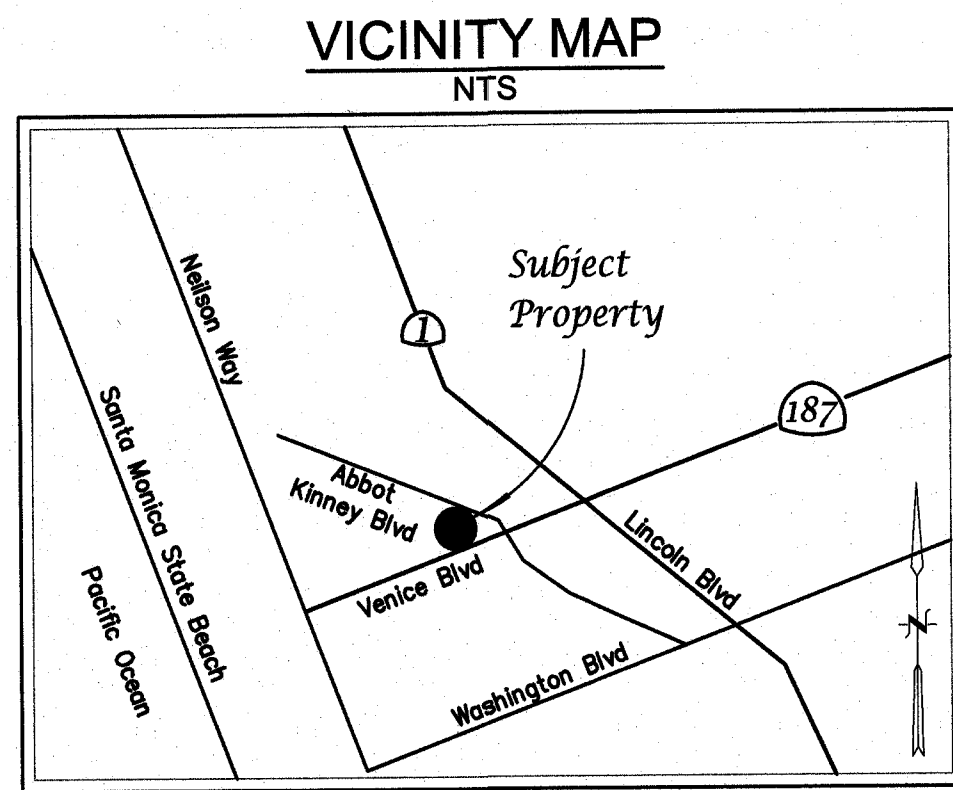 VICINITY MAP
NTS
Subject
Property
Neilson Way
1
187
Santa Monica State Beach
Abbot
Kinney Blvd
Lincoln Blvd
Venice Blvd
Pacific Ocean
Washington Blvd
N